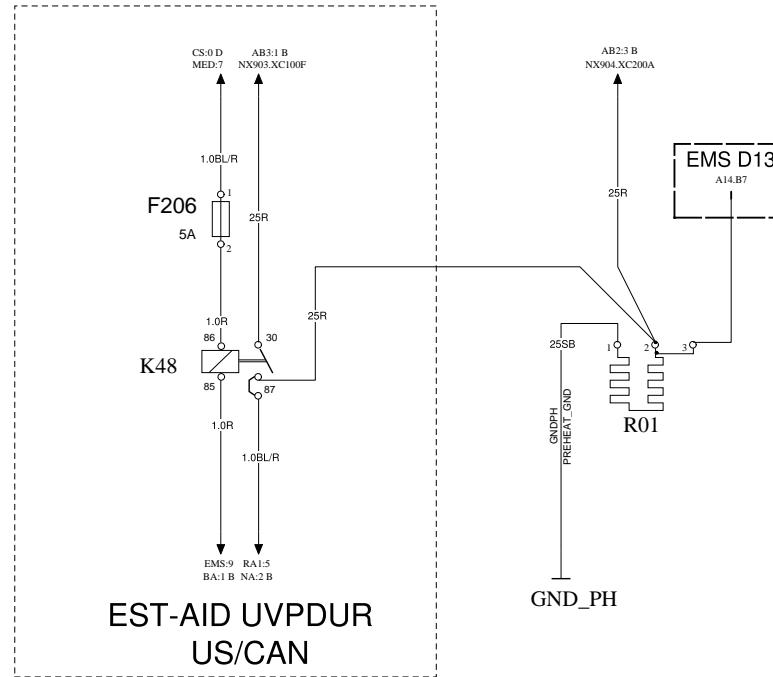 CS:0 D
MED:7
AB3:1 B
NX903.XC100F
AB2:3 B
NX904.XC200A
EMS D13
A14.B7
1.0BL/R
1
F206
5A
2
25R
25R
1.0R
25R
86
30
K48
85
87
1.0R
1.0BL/R
25SB
1
2
3
R01
GNDPH
PREHEAT_GND
EMS:9
BA:1 B
RA1:5
NA:2 B
GND_PH
EST-AID UVPDUR
US/CAN